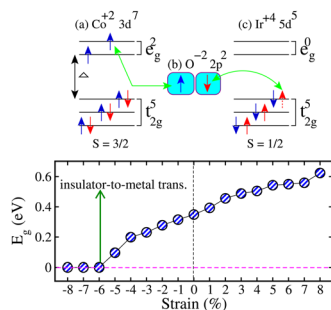 (a) Co+2 3d7
(c) Ir+4 5d5
eg2
(b) O-2 2p2
eg0
Δ
t2g5
t2g5
S = 3/2
S = 1/2
insulator-to-metal trans.
Eg (eV)
0.6
0.4
0.2
0
-8 -7 -6 -5 -4 -3 -2 -1 0 1 2 3 4 5 6 7 8
Strain (%)